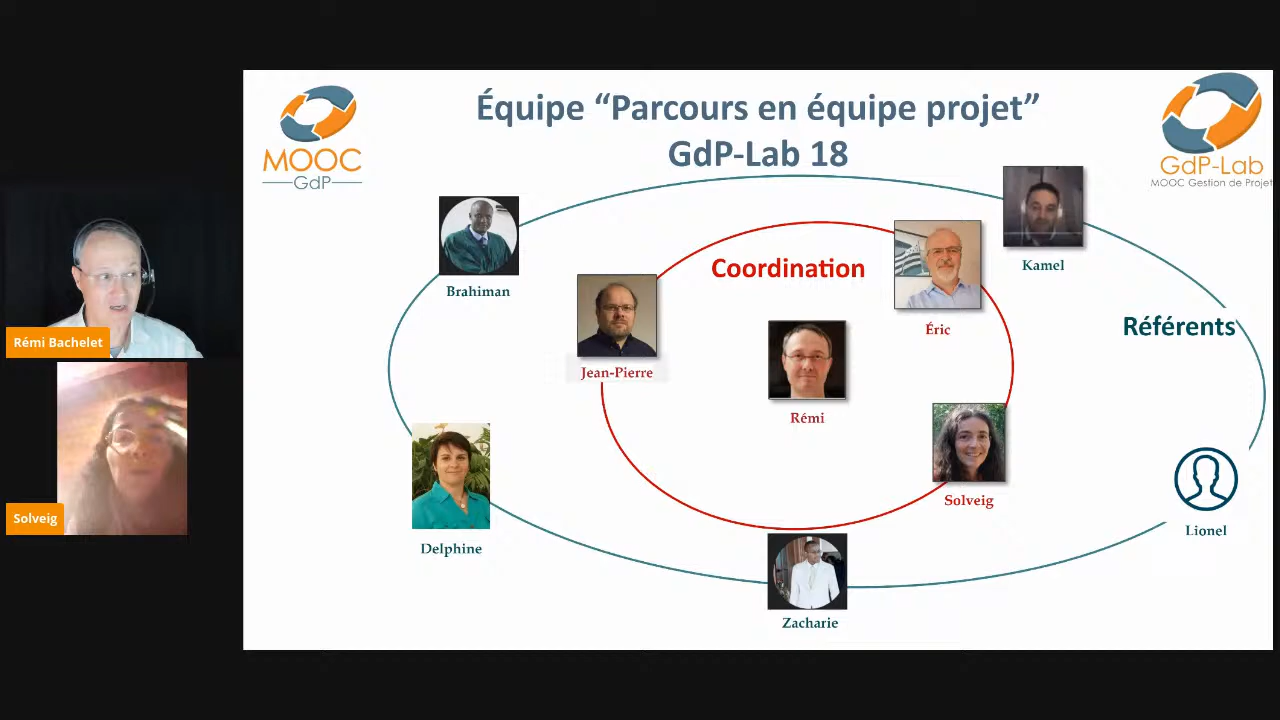 Équipe “Parcours en équipe projet”
GdP-Lab 18
MOOC
GdP
GdP-Lab
MOOC Gestion de Projet
Coordination
Référents
Brahiman
Kamel
Éric
Jean-Pierre
Rémi
Solveig
Lionel
Delphine
Zacharie
Rémi Bachelet
Solveig